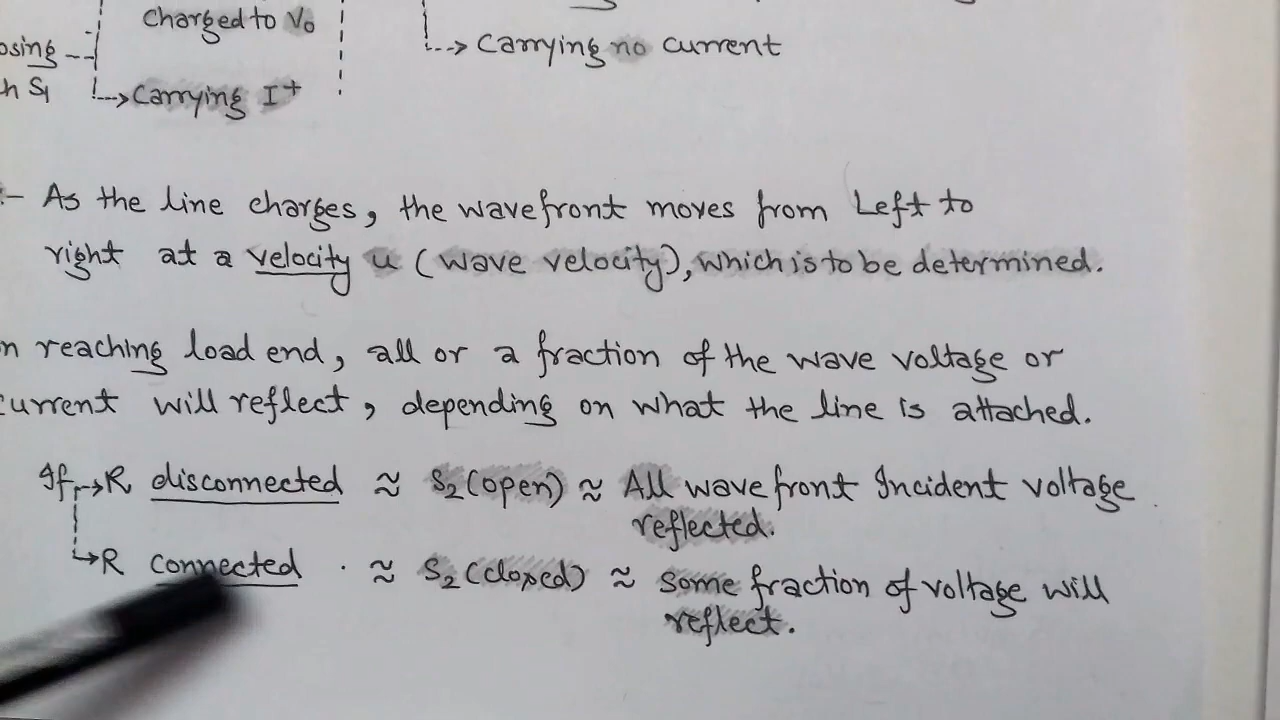 charged to V₀
osing
Carrying no current
h S₁
Carrying I⁺
:- As the line charges, the wavefront moves from Left to
right at a velocity u (wave velocity), which is to be determined.
n reaching load end, all or a fraction of the wave voltage or
current will reflect, depending on what the line is attached.
If → R disconnected ≈ S₂ (open) ≈ All wavefront Incident voltage
reflected.
→ R connected ≈ S₂ (closed) ≈ some fraction of voltage will
reflect.